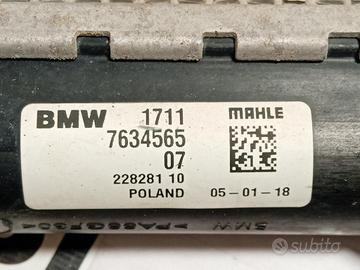 BMW 1711 MAHLE
7634565
07
228281 10
POLAND 05-01-18
subito